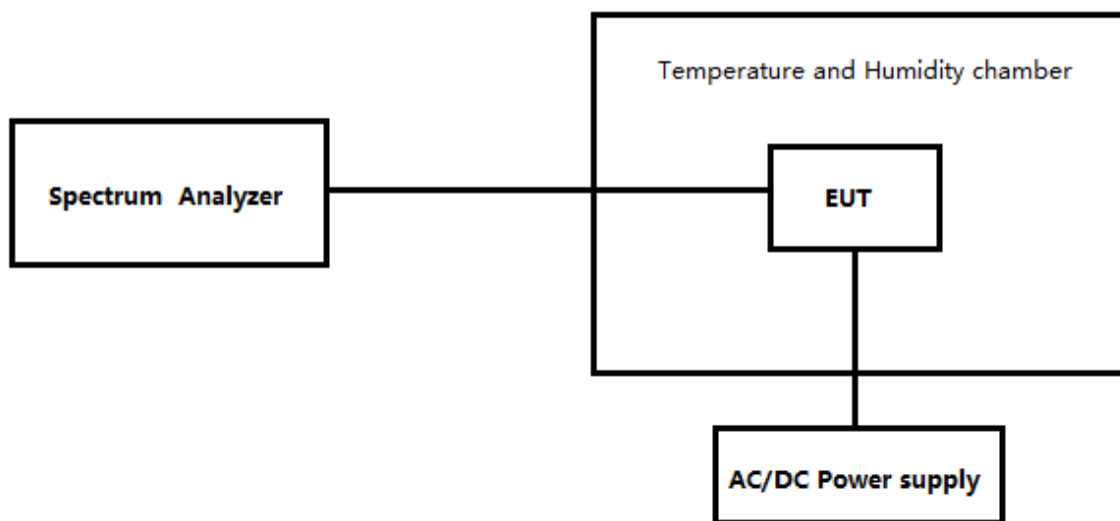 Temperature and Humidity chamber
Spectrum Analyzer
EUT
AC/DC Power supply